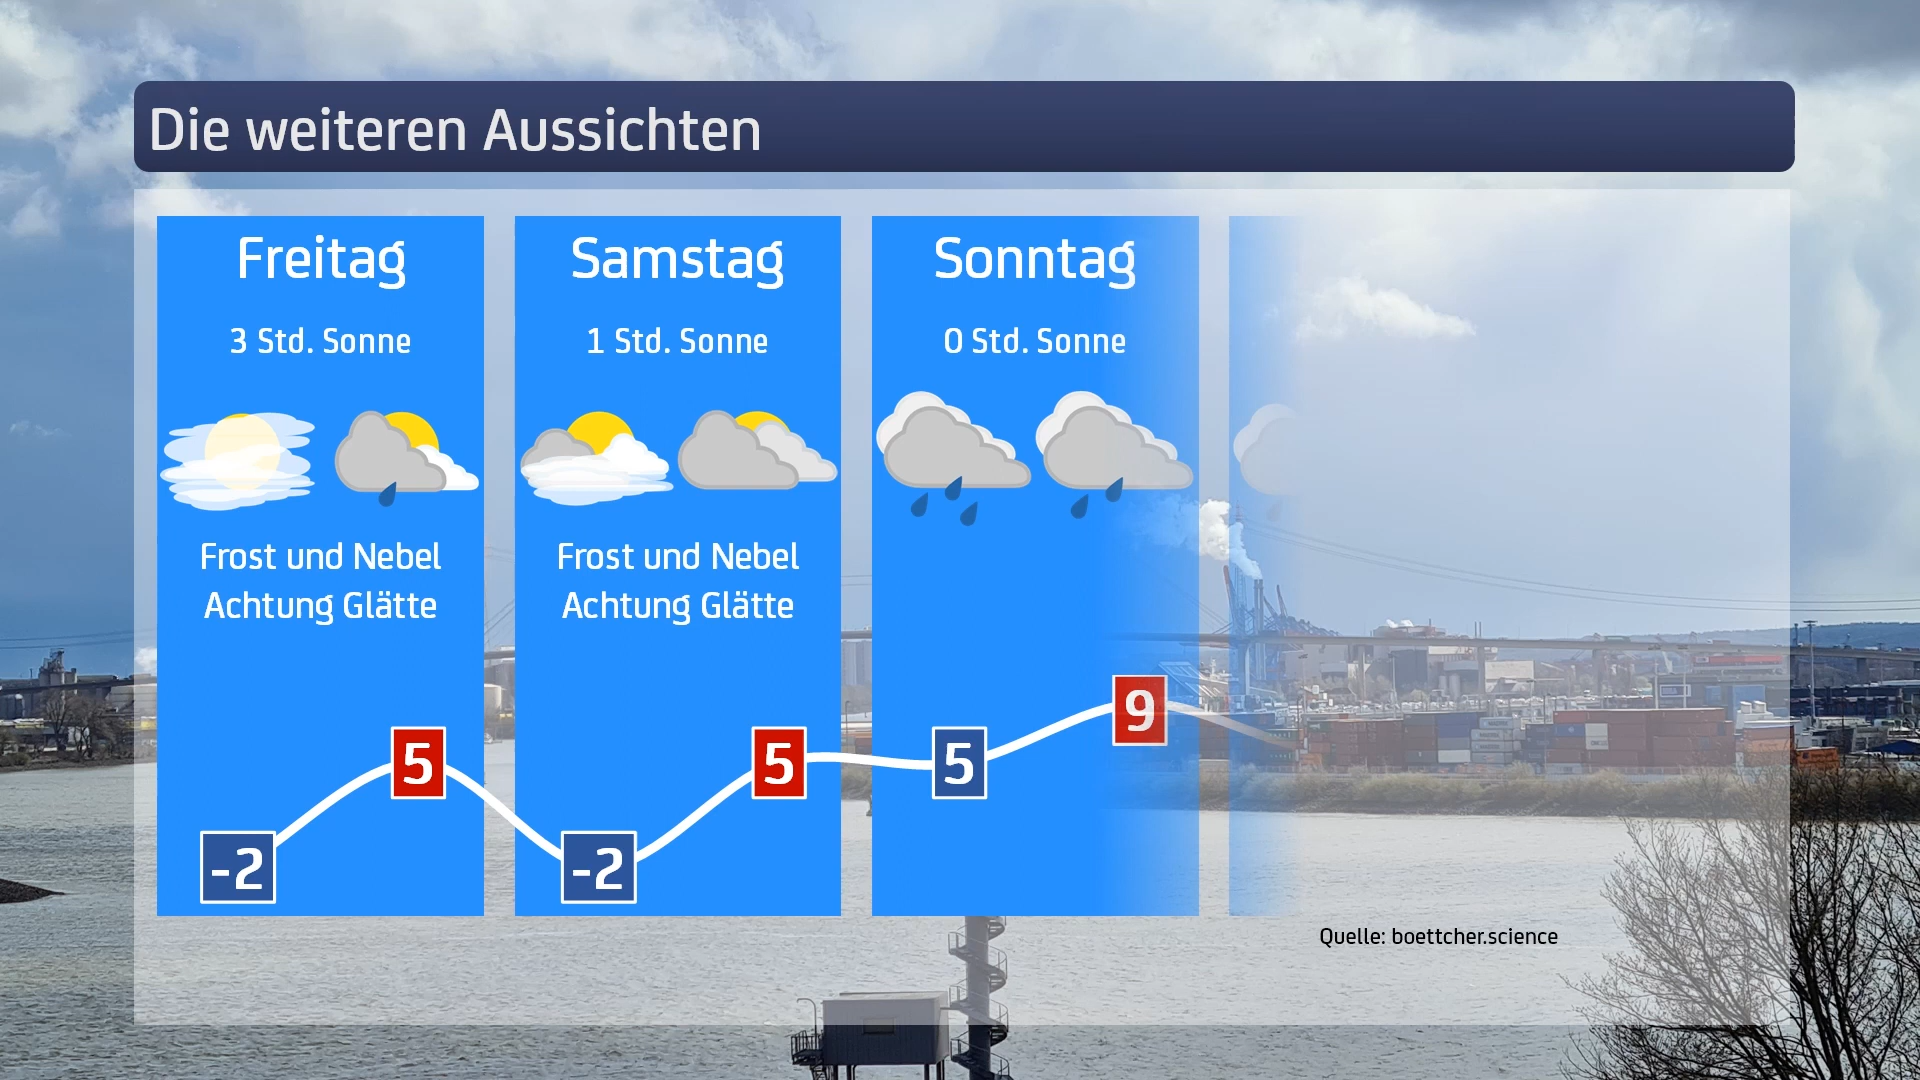 Die weiteren Aussichten
Freitag
3 Std. Sonne
Frost und Nebel
Achtung Glätte
-2
5
Samstag
1 Std. Sonne
Frost und Nebel
Achtung Glätte
-2
5
Sonntag
0 Std. Sonne
5
9
Quelle: boettcher.science